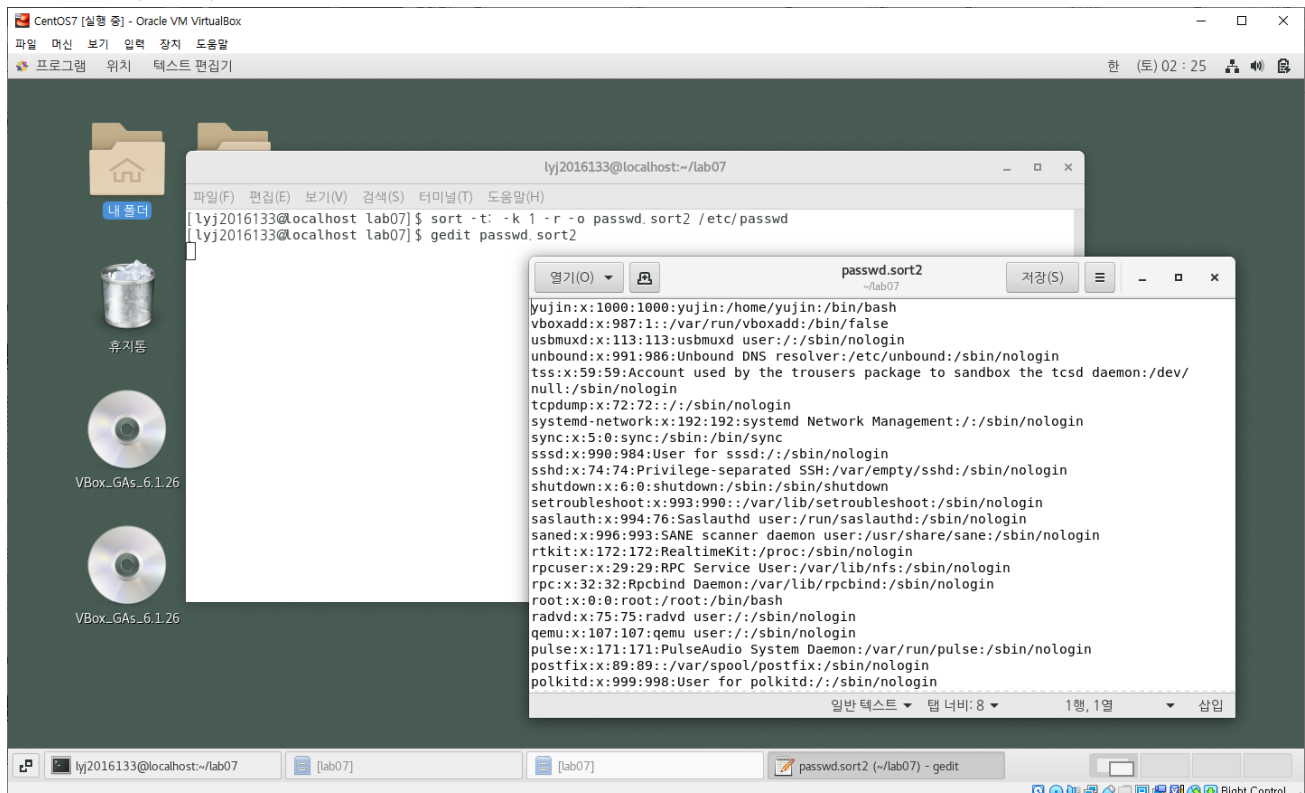 CentOS7 [실행 중] - Oracle VM VirtualBox
파일 머신 보기 입력 장치 도움말
프로그램 위치 텍스트 편집기 한 (토) 02 : 25
내 폴더
휴지통
VBox_GAs_6.1.26
VBox_GAs_6.1.26
lyj2016133@localhost:~/lab07
파일(F) 편집(E) 보기(V) 검색(S) 터미널(T) 도움말(H)
[lyj2016133@localhost lab07]$ sort -t: -k 1 -r -o passwd.sort2 /etc/passwd
[lyj2016133@localhost lab07]$ gedit passwd.sort2
열기(O) passwd.sort2 저장(S)
~/lab07
yujin:x:1000:1000:yujin:/home/yujin:/bin/bash
vboxadd:x:987:1::/var/run/vboxadd:/bin/false
usbmuxd:x:113:113:usbmuxd user:/:/sbin/nologin
unbound:x:991:986:Unbound DNS resolver:/etc/unbound:/sbin/nologin
tss:x:59:59:Account used by the trousers package to sandbox the tcsd daemon:/dev/
null:/sbin/nologin
tcpdump:x:72:72::/:/sbin/nologin
systemd-network:x:192:192:systemd Network Management:/:/sbin/nologin
sync:x:5:0:sync:/sbin:/bin/sync
sssd:x:990:984:User for sssd:/:/sbin/nologin
sshd:x:74:74:Privilege-separated SSH:/var/empty/sshd:/sbin/nologin
shutdown:x:6:0:shutdown:/sbin:/sbin/shutdown
setroubleshoot:x:993:990::/var/lib/setroubleshoot:/sbin/nologin
saslauth:x:994:76:Saslauthd user:/run/saslauthd:/sbin/nologin
saned:x:996:993:SANE scanner daemon user:/usr/share/sane:/sbin/nologin
rtkit:x:172:172:RealtimeKit:/proc:/sbin/nologin
rpcuser:x:29:29:RPC Service User:/var/lib/nfs:/sbin/nologin
rpc:x:32:32:Rpcbind Daemon:/var/lib/rpcbind:/sbin/nologin
root:x:0:0:root:/root:/bin/bash
radvd:x:75:75:radvd user:/:/sbin/nologin
qemu:x:107:107:qemu user:/:/sbin/nologin
pulse:x:171:171:PulseAudio System Daemon:/var/run/pulse:/sbin/nologin
postfix:x:89:89::/var/spool/postfix:/sbin/nologin
polkitd:x:999:998:User for polkitd:/:/sbin/nologin
일반 텍스트 탭 너비: 8 1행, 1열 삽입
lyj2016133@localhost:~/lab07 [lab07] [lab07] passwd.sort2 (~/lab07) - gedit
Right Control